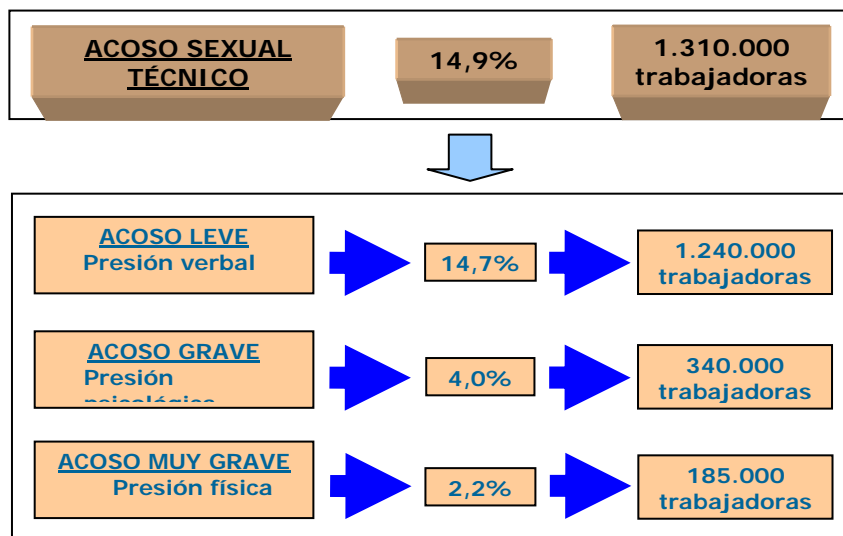 ACOSO SEXUAL
TÉCNICO
14,9%
1.310.000
trabajadoras
ACOSO LEVE
Presión verbal
14,7%
1.240.000
trabajadoras
ACOSO GRAVE
Presión
psicológica
4,0%
340.000
trabajadoras
ACOSO MUY GRAVE
Presión física
2,2%
185.000
trabajadoras